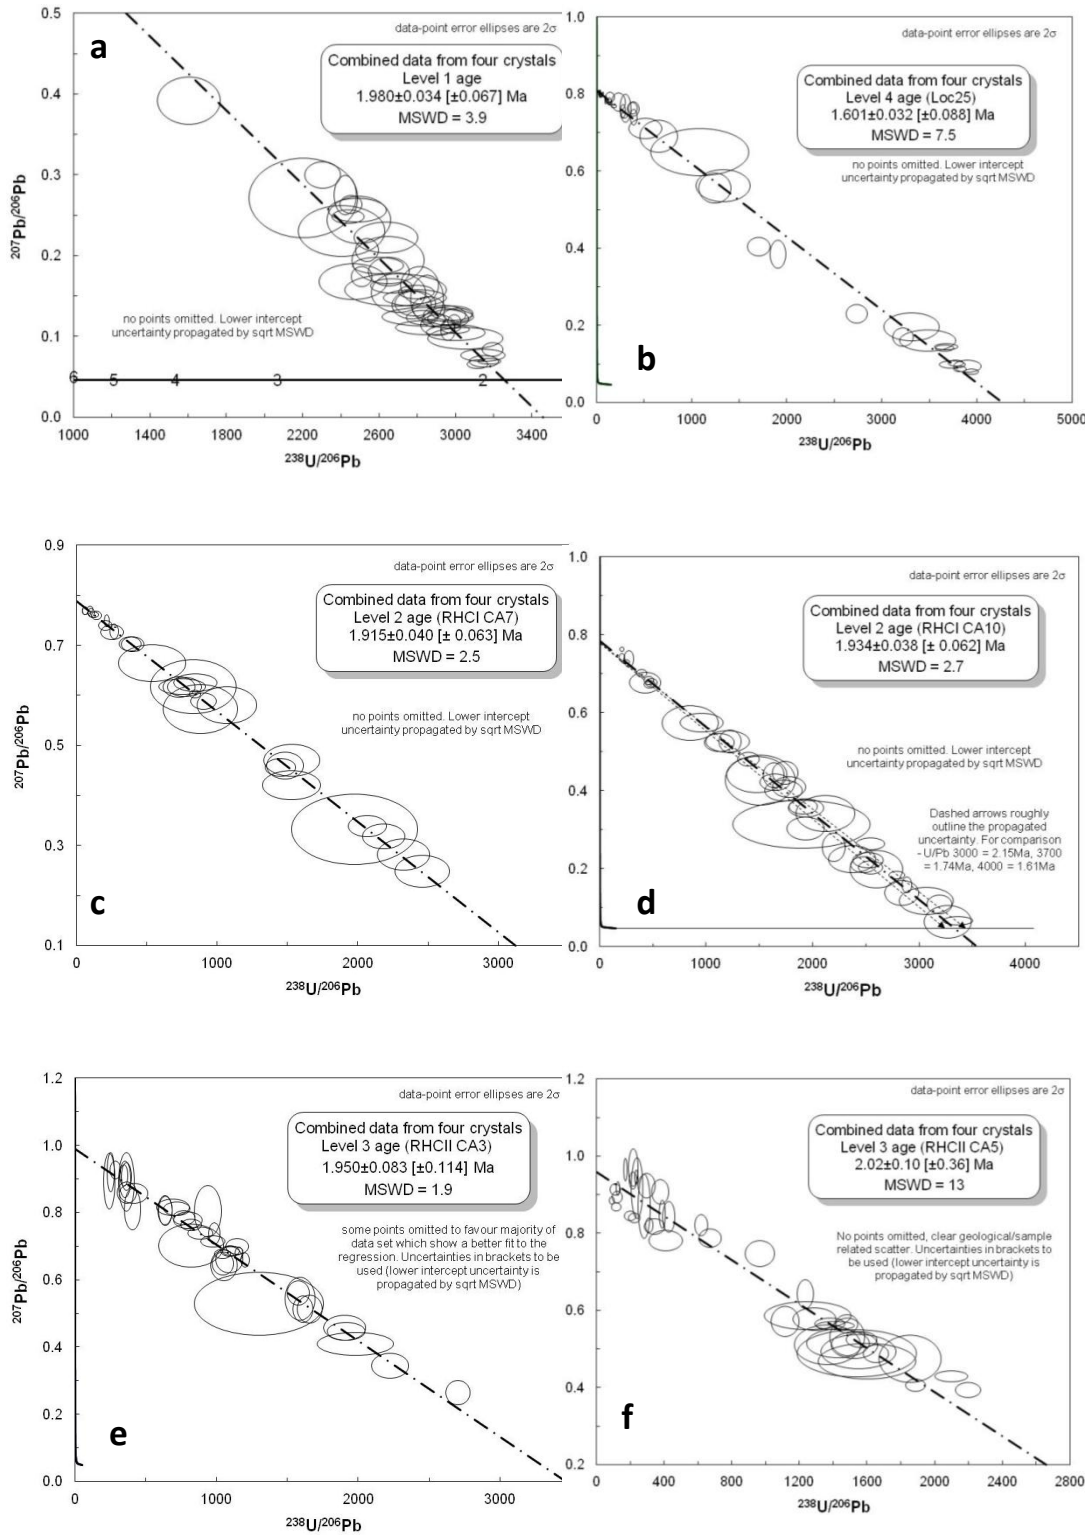 a
data-point error ellipses are 2σ
Combined data from four crystals
Level 1 age
1.980±0.034 [±0.067] Ma
MSWD = 3.9
no points omitted. Lower intercept
uncertainty propagated by sqrt MSWD
0.5
0.4
0.3
0.2
0.1
0.0
6
5
4
3
2
1000
1400
1800
2200
2600
3000
3400
207Pb/206Pb
238U/206Pb
b
data-point error ellipses are 2σ
Combined data from four crystals
Level 4 age (Loc25)
1.601±0.032 [±0.088] Ma
MSWD = 7.5
no points omitted. Lower intercept
uncertainty propagated by sqrt MSWD
1.0
0.8
0.6
0.4
0.2
0.0
0
1000
2000
3000
4000
5000
238U/206Pb
c
data-point error ellipses are 2σ
Combined data from four crystals
Level 2 age (RHCI CA7)
1.915±0.040 [± 0.063] Ma
MSWD = 2.5
no points omitted. Lower intercept
uncertainty propagated by sqrt MSWD
0.9
0.7
0.5
0.3
0.1
0
1000
2000
3000
207Pb/206Pb
238U/206Pb
d
data-point error ellipses are 2σ
Combined data from four crystals
Level 2 age (RHCI CA10)
1.934±0.038 [± 0.062] Ma
MSWD = 2.7
no points omitted. Lower intercept
uncertainty propagated by sqrt MSWD
Dashed arrows roughly
outline the propagated
uncertainty. For comparison
- U/Pb 3000 = 2.15Ma, 3700
= 1.74Ma, 4000 = 1.61Ma
1.0
0.8
0.6
0.4
0.2
0.0
0
1000
2000
3000
4000
238U/206Pb
e
data-point error ellipses are 2σ
Combined data from four crystals
Level 3 age (RHCII CA3)
1.950±0.083 [±0.114] Ma
MSWD = 1.9
some points omitted to favour majority of
data set which show a better fit to the
regression. Uncertainties in brackets to be
used (lower intercept uncertainty is
propagated by sqrt MSWD)
1.2
1.0
0.8
0.6
0.4
0.2
0.0
0
1000
2000
3000
207Pb/206Pb
238U/206Pb
f
data-point error ellipses are 2σ
Combined data from four crystals
Level 3 age (RHCII CA5)
2.02±0.10 [±0.36] Ma
MSWD = 13
No points omitted, clear geological/sample
related scatter. Uncertainties in brackets to
be used (lower intercept uncertainty is
propagated by sqrt MSWD)
1.2
1.0
0.8
0.6
0.4
0.2
0
400
800
1200
1600
2000
2400
2800
238U/206Pb